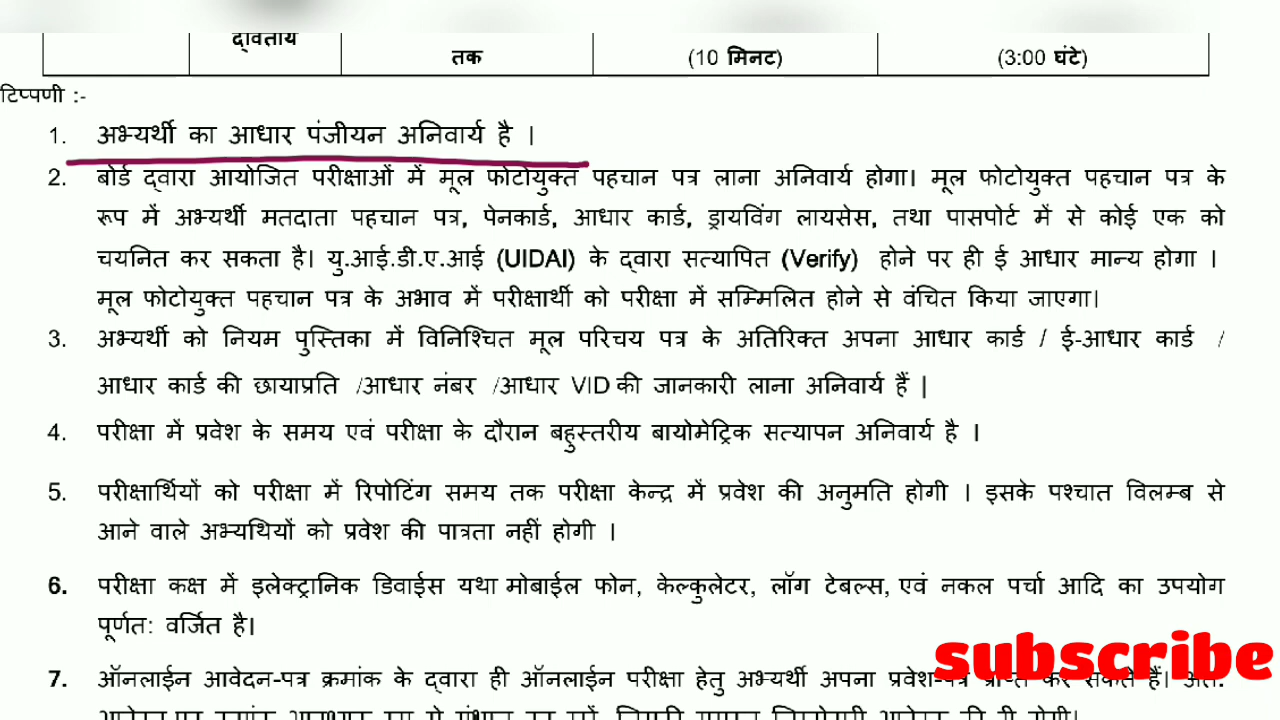 द्वितीय
तक (10 मिनट) (3:00 घंटे)
टिप्पणी :-
1. अभ्यर्थी का आधार पंजीयन अनिवार्य है ।
2. बोर्ड द्वारा आयोजित परीक्षाओं में मूल फोटोयुक्त पहचान पत्र लाना अनिवार्य होगा। मूल फोटोयुक्त पहचान पत्र के
रूप में अभ्यर्थी मतदाता पहचान पत्र, पेनकार्ड, आधार कार्ड, ड्रायविंग लायसेस, तथा पासपोर्ट में से कोई एक को
चयनित कर सकता है। यु.आई.डी.ए.आई (UIDAI) के द्वारा सत्यापित (Verify) होने पर ही ई आधार मान्य होगा ।
मूल फोटोयुक्त पहचान पत्र के अभाव में परीक्षार्थी को परीक्षा में सम्मिलित होने से वंचित किया जाएगा।
3. अभ्यर्थी को नियम पुस्तिका में विनिश्चित मूल परिचय पत्र के अतिरिक्त अपना आधार कार्ड / ई-आधार कार्ड /
आधार कार्ड की छायाप्रति /आधार नंबर /आधार VID की जानकारी लाना अनिवार्य हैं |
4. परीक्षा में प्रवेश के समय एवं परीक्षा के दौरान बहुस्तरीय बायोमेट्रिक सत्यापन अनिवार्य है ।
5. परीक्षार्थियों को परीक्षा में रिपोटिंग समय तक परीक्षा केन्द्र में प्रवेश की अनुमति होगी । इसके पश्चात विलम्ब से
आने वाले अभ्यथियों को प्रवेश की पात्रता नहीं होगी ।
6. परीक्षा कक्ष में इलेक्ट्रानिक डिवाईस यथा मोबाईल फोन, केल्कुलेटर, लॉग टेबल्स, एवं नकल पर्चा आदि का उपयोग
पूर्णत: वर्जित है।
7. ऑनलाईन आवेदन-पत्र क्रमांक के द्वारा ही ऑनलाईन परीक्षा हेतु अभ्यर्थी अपना प्रवेश-पत्र प्राप्त कर सकते हैं। अत:
subscribe